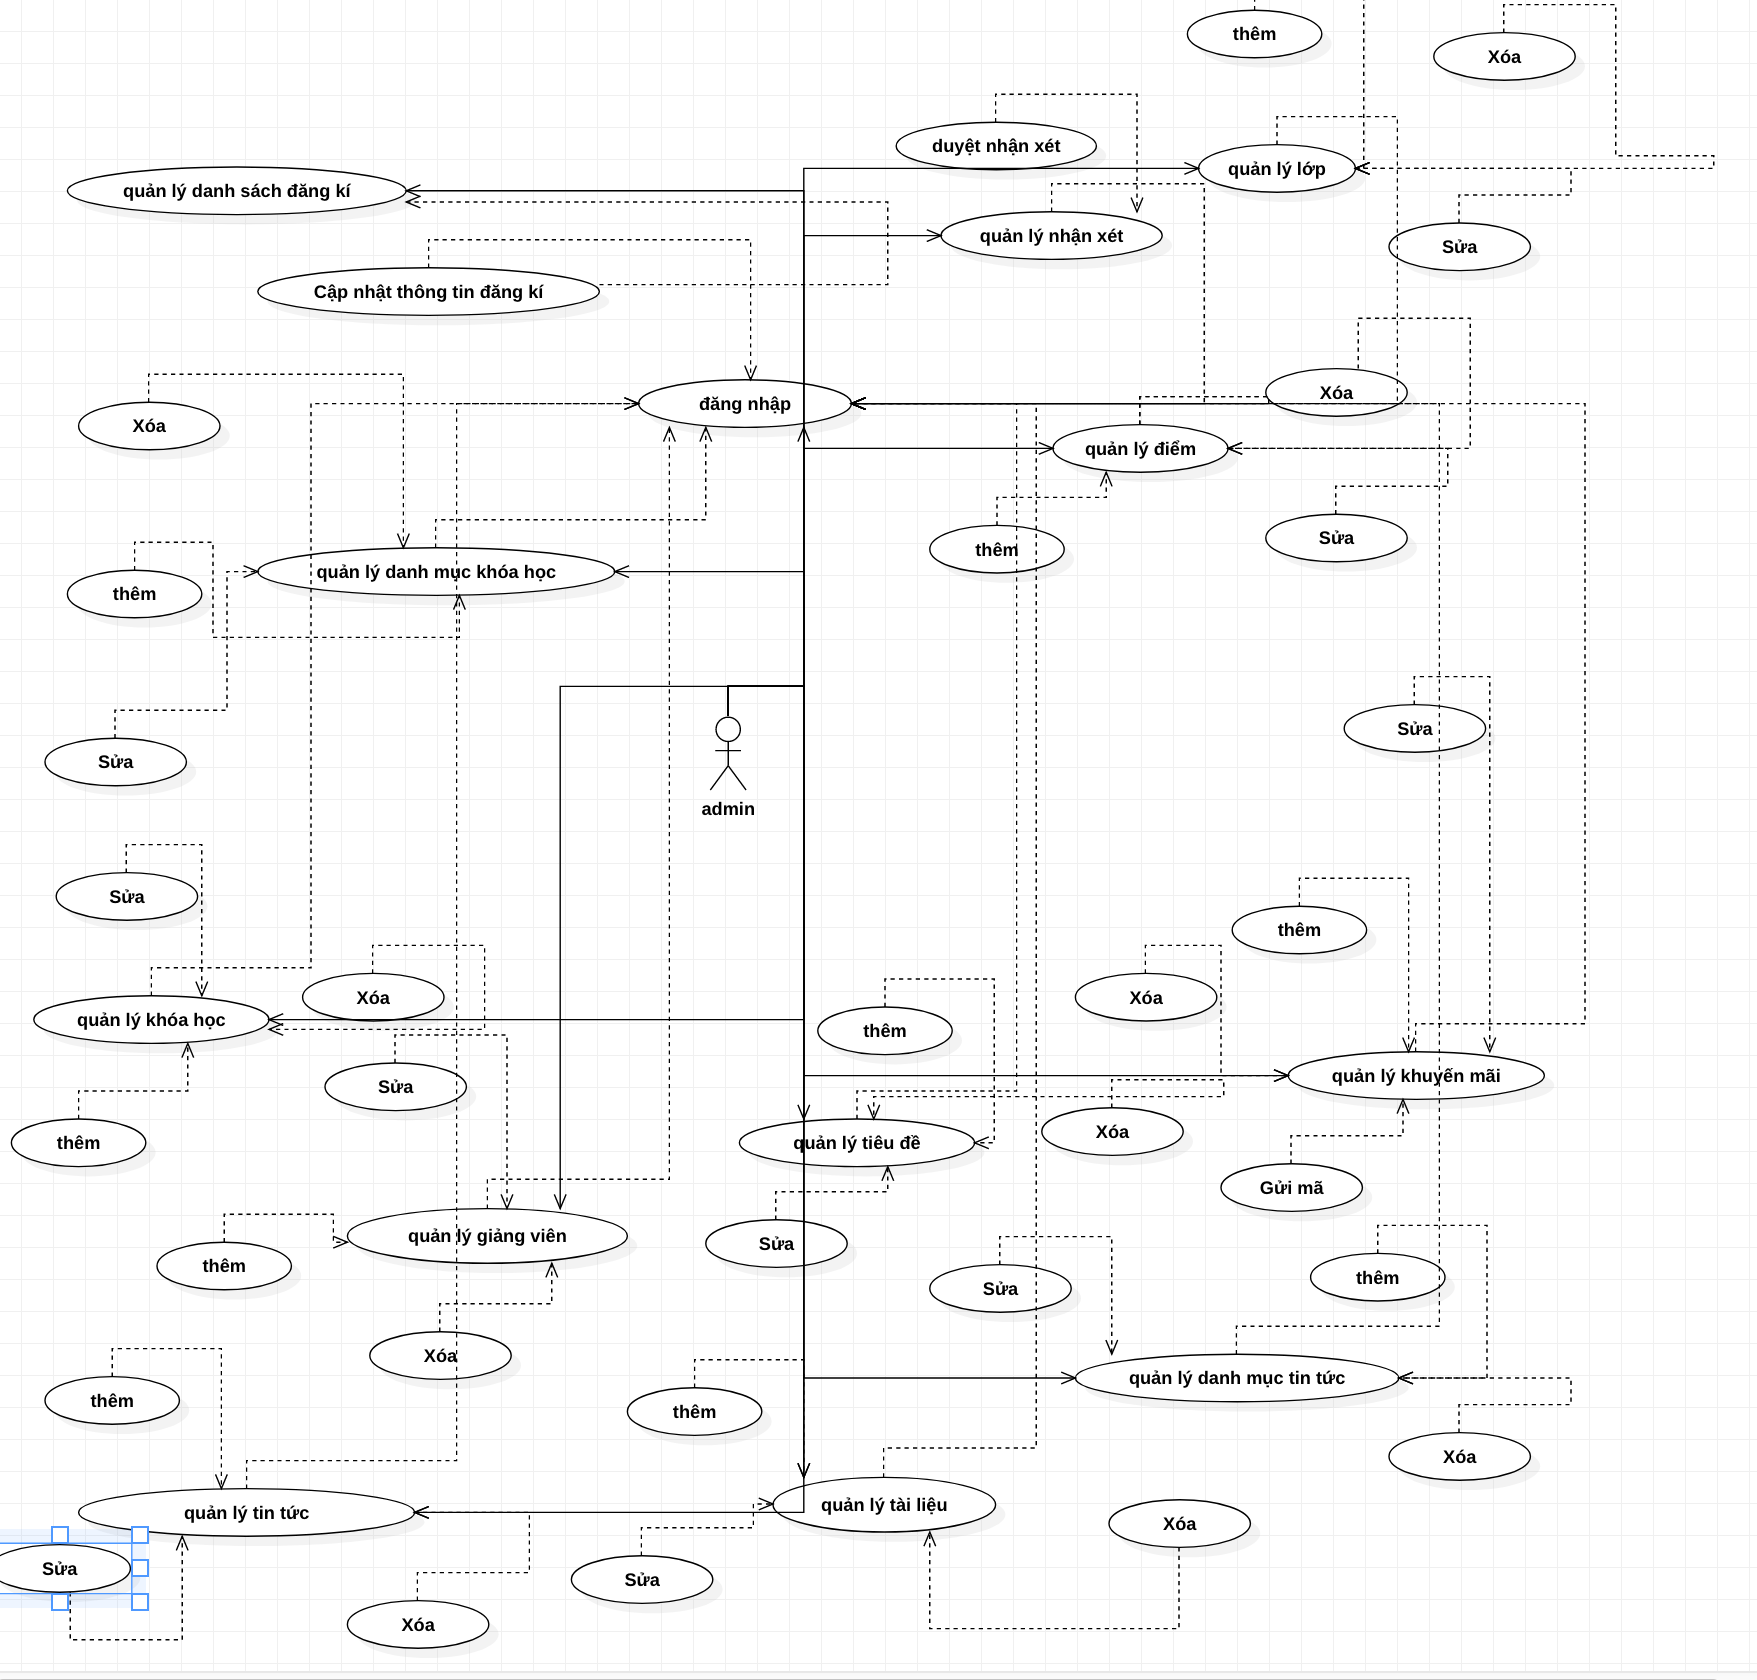 thêm
Xóa
duyệt nhận xét
quản lý lớp
quản lý danh sách đăng kí
quản lý nhận xét
Sửa
Cập nhật thông tin đăng kí
Xóa
đăng nhập
Xóa
quản lý điểm
Sửa
thêm
quản lý danh mục khóa học
thêm
Sửa
Sửa
admin
Sửa
thêm
Xóa
Xóa
quản lý khóa học
thêm
quản lý khuyến mãi
Sửa
Xóa
thêm
quản lý tiêu đề
Gửi mã
quản lý giảng viên
Sửa
thêm
thêm
Sửa
Xóa
quản lý danh mục tin tức
thêm
thêm
Xóa
quản lý tài liệu
quản lý tin tức
Xóa
Sửa
Sửa
Xóa